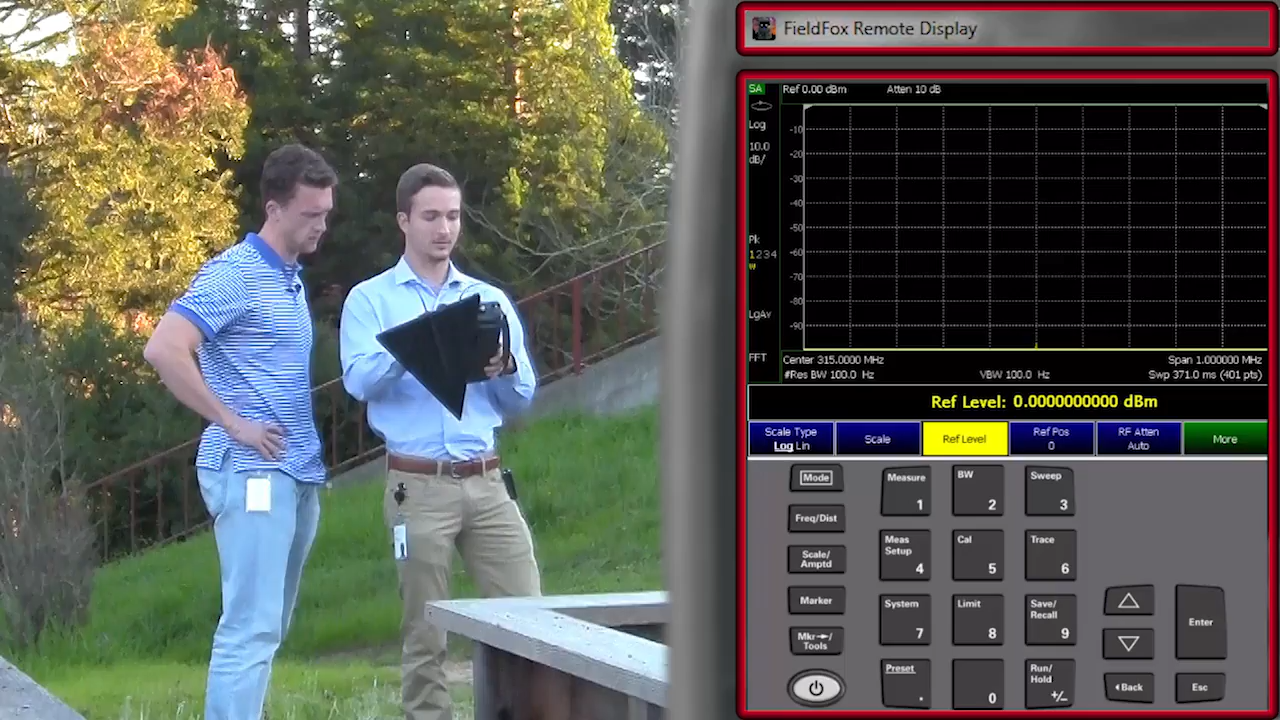 FieldFox Remote Display
SA
Ref 0.00 dBm
Atten 10 dB
Log
10.0
dB/
-10
-20
-30
-40
-50
-60
-70
-80
-90
Pk
1234
W
LgAv
FFT
Center 315.0000 MHz
Span 1.000000 MHz
#Res BW 100.0 Hz
VBW 100.0 Hz
Swp 371.0 ms (401 pts)
Ref Level: 0.0000000000 dBm
Scale Type
Log Lin
Scale
Ref Level
Ref Pos
0
RF Atten
Auto
More
Mode
Measure
1
BW
2
Sweep
3
Freq/Dist
Scale/
Amptd
Meas
Setup
4
Cal
5
Trace
6
Marker
System
7
Limit
8
Save/
Recall
9
Enter
Mkr→/
Tools
Preset
.
0
Run/
Hold
+/-
Back
Esc